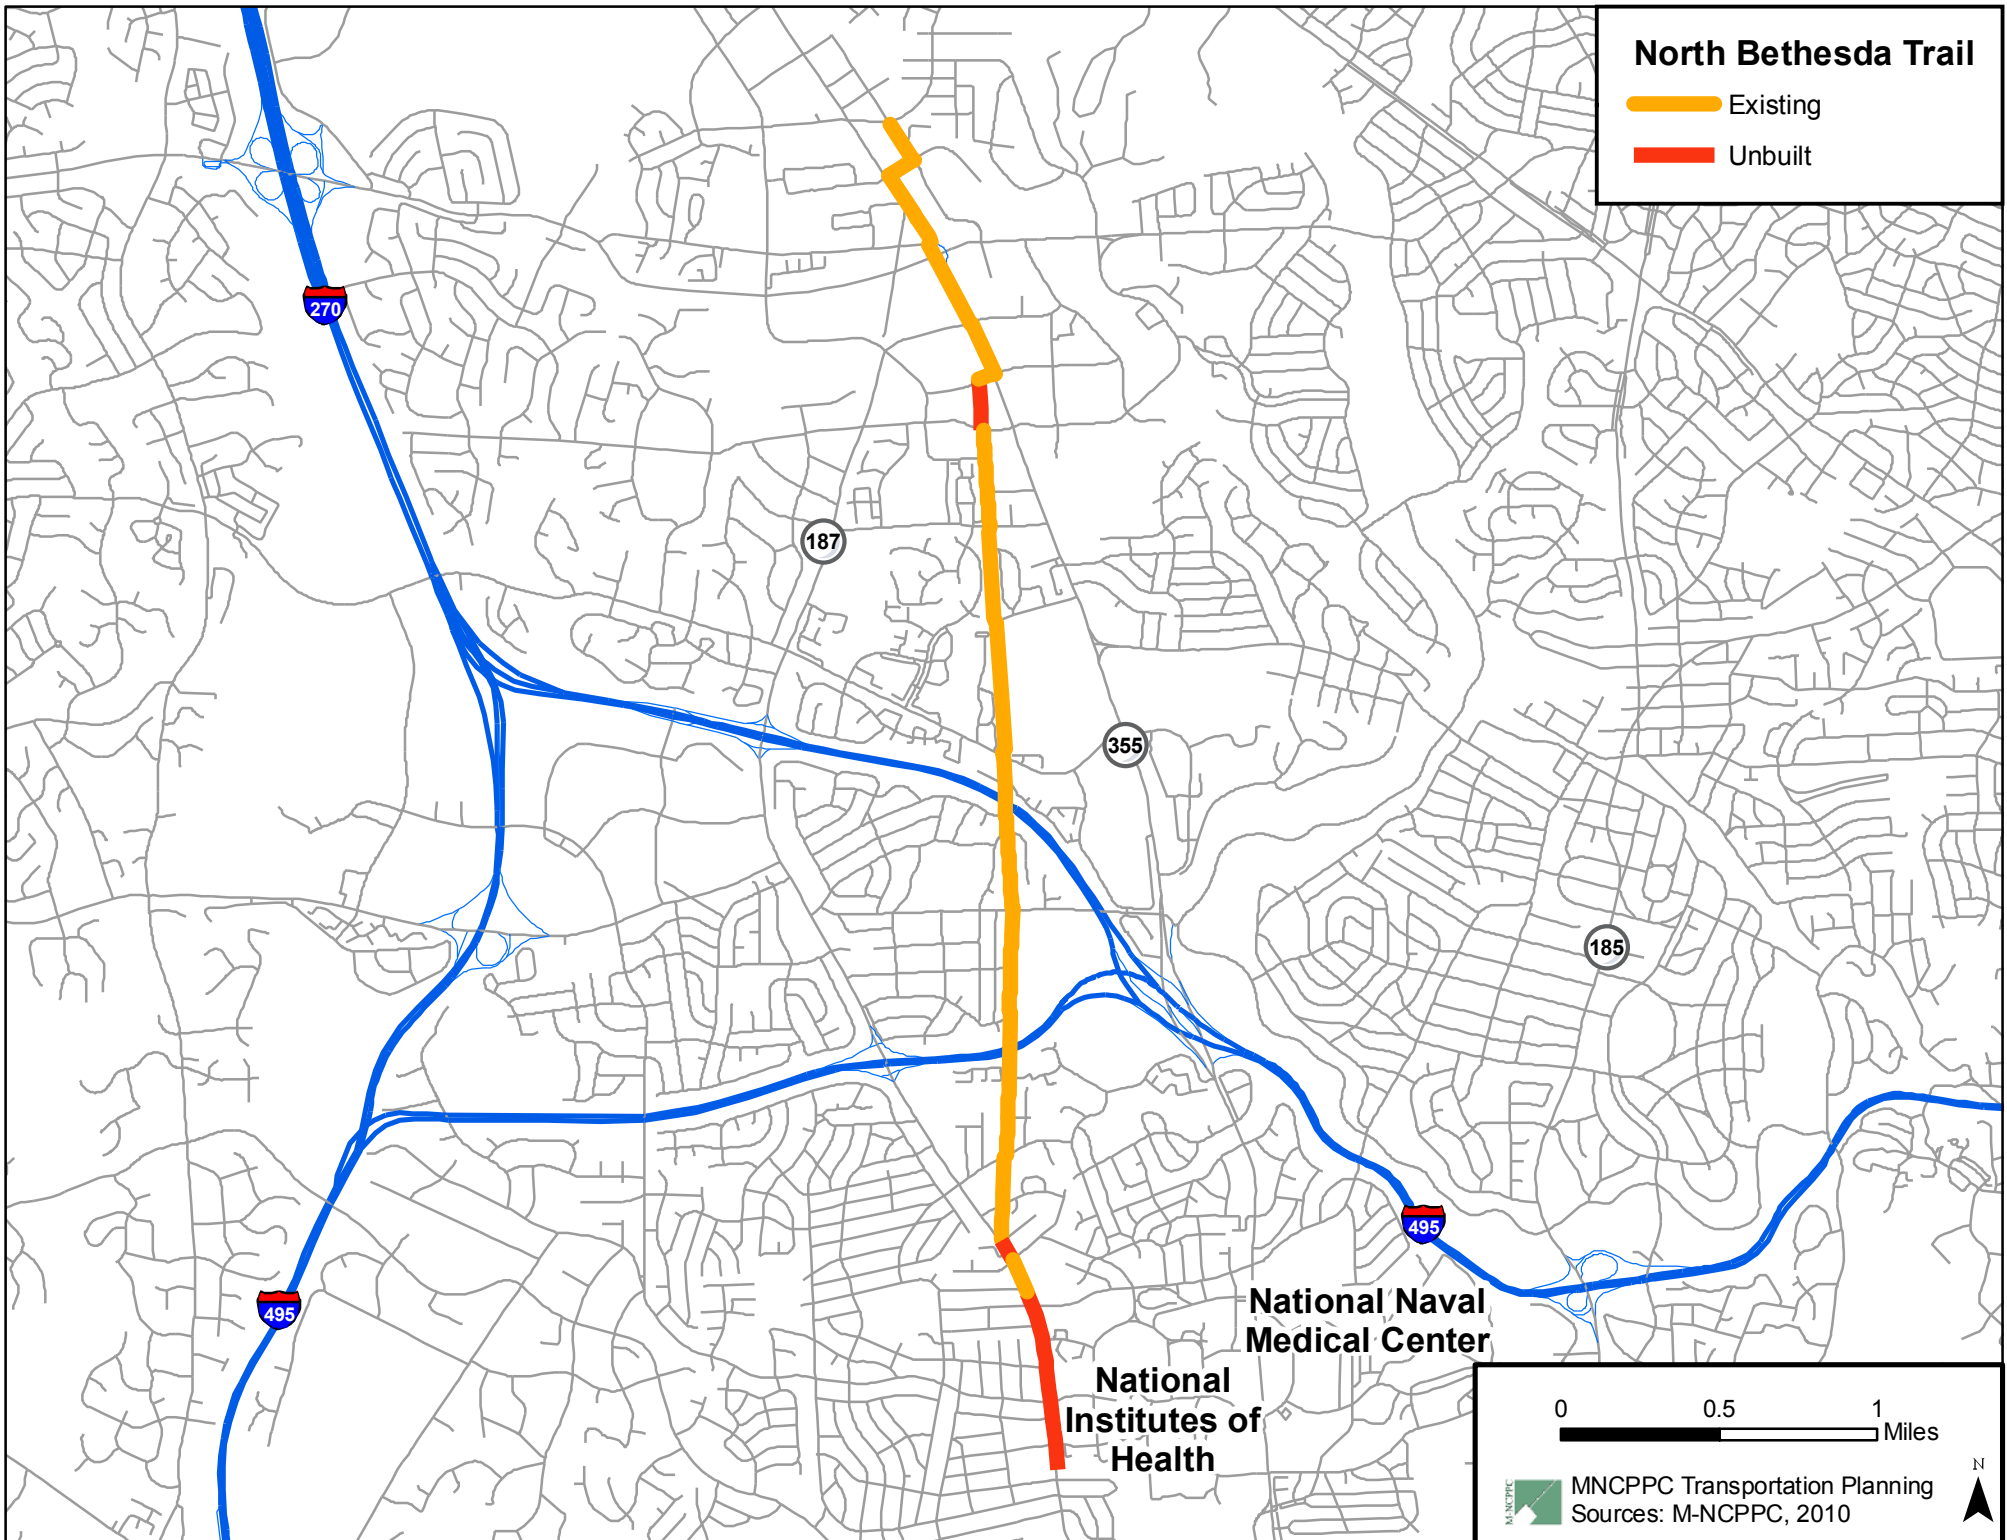 North Bethesda Trail
Existing
Unbuilt
270
187
355
185
495
495
National Naval
Medical Center
National
Institutes of
Health
0 0.5 1
Miles
N
M-NCPPC
MNCPPC Transportation Planning
Sources: M-NCPPC, 2010